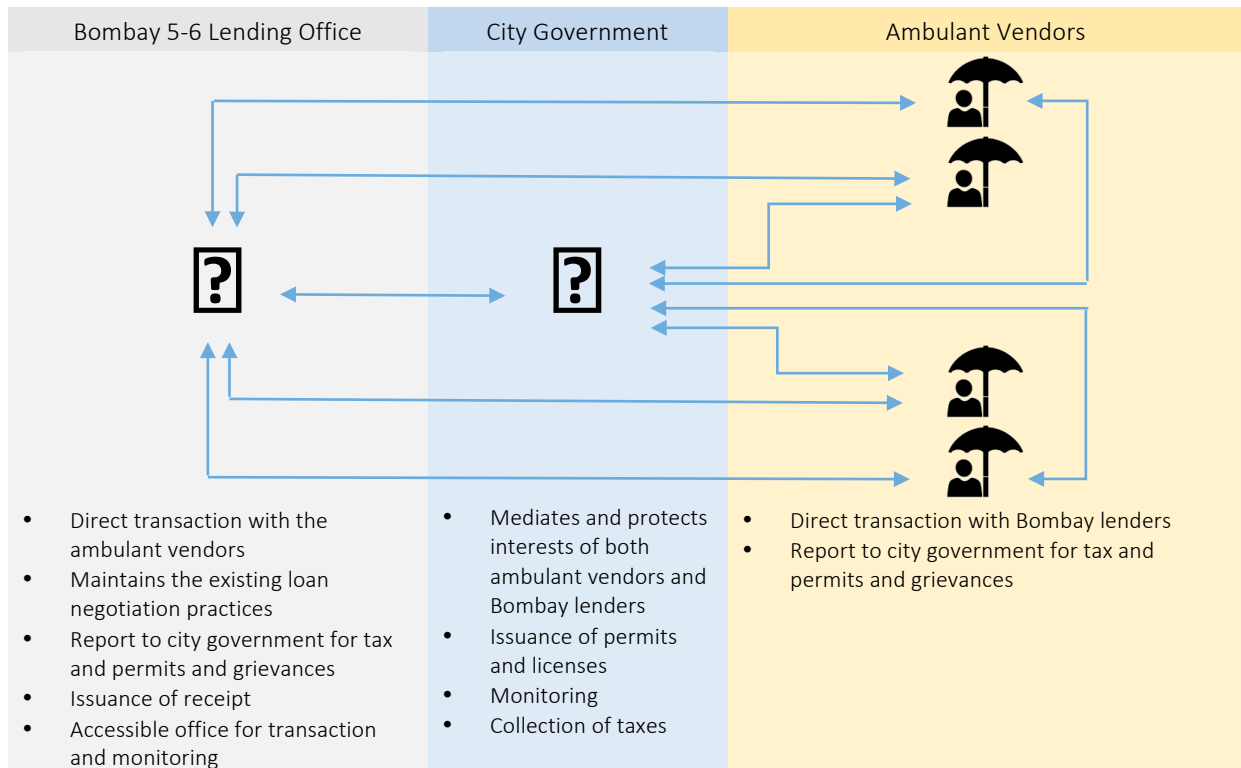 Bombay 5-6 Lending Office
City Government
Ambulant Vendors
?
?
• Direct transaction with the
ambulant vendors
• Maintains the existing loan
negotiation practices
• Report to city government for tax
and permits and grievances
• Issuance of receipt
• Accessible office for transaction
and monitoring
• Mediates and protects
interests of both
ambulant vendors and
Bombay lenders
• Issuance of permits
and licenses
• Monitoring
• Collection of taxes
• Direct transaction with Bombay lenders
• Report to city government for tax and
permits and grievances